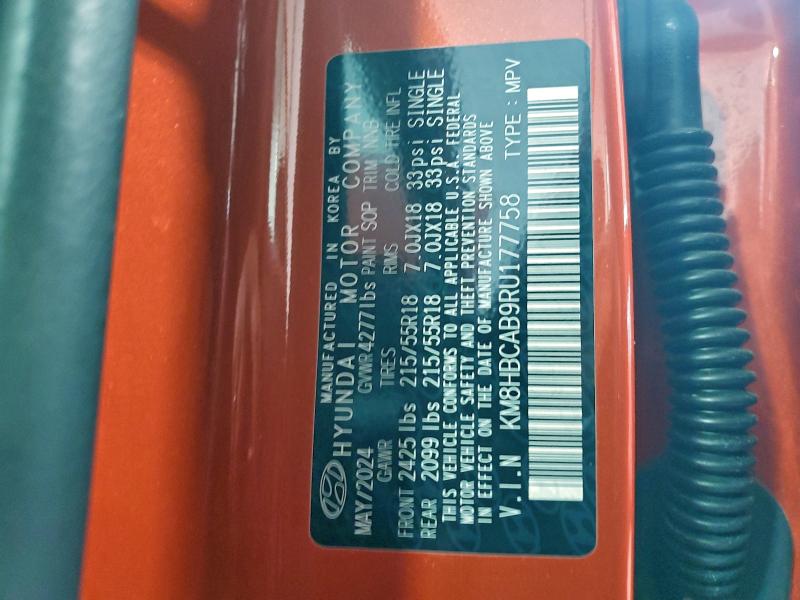 MANUFACTURED IN KOREA BY
HYUNDAI MOTOR COMPANY
MAY/2024 GVWR 4277 lbs PAINT SOP TRIM NNB
GAWR TIRES RIMS COLD TIRE INFL
FRONT 2425 lbs 215/55R18 7.0JX18 33psi SINGLE
REAR 2099 lbs 215/55R18 7.0JX18 33psi SINGLE
THIS VEHICLE CONFORMS TO ALL APPLICABLE U.S.A. FEDERAL
MOTOR VEHICLE SAFETY AND THEFT PREVENTION STANDARDS
IN EFFECT ON THE DATE OF MANUFACTURE SHOWN ABOVE
V.I.N KM8HBCAB9RU177758 TYPE : MPV